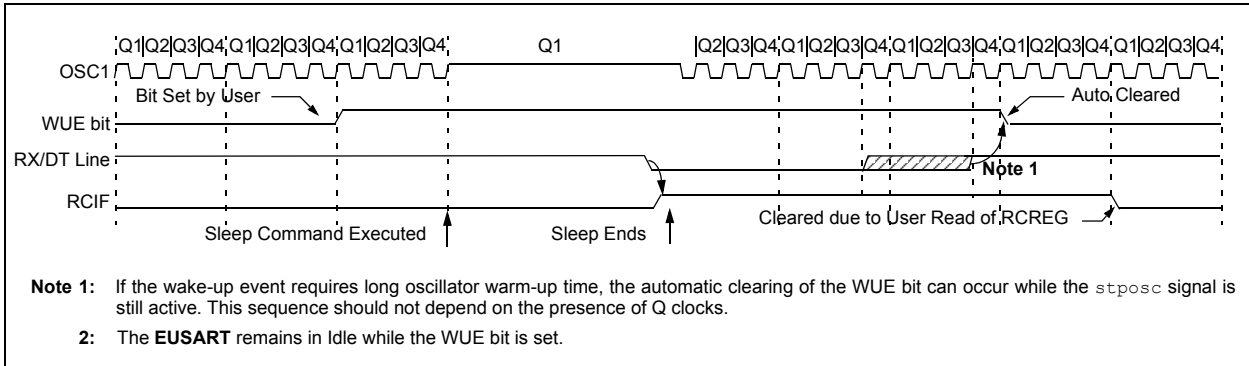 Q1 Q2 Q3 Q4 Q1 Q2 Q3 Q4 Q1 Q2 Q3 Q4 Q1 Q2 Q3 Q4 Q1 Q2 Q3 Q4 Q1 Q2 Q3 Q4 Q1 Q2 Q3 Q4 Q1 Q2 Q3 Q4
OSC1
Bit Set by User
Auto Cleared
WUE bit
RX/DT Line
Note 1
RCIF
Cleared due to User Read of RCREG
Sleep Command Executed
Sleep Ends
Note 1: If the wake-up event requires long oscillator warm-up time, the automatic clearing of the WUE bit can occur while the stposc signal is
still active. This sequence should not depend on the presence of Q clocks.
2: The EUSART remains in Idle while the WUE bit is set.